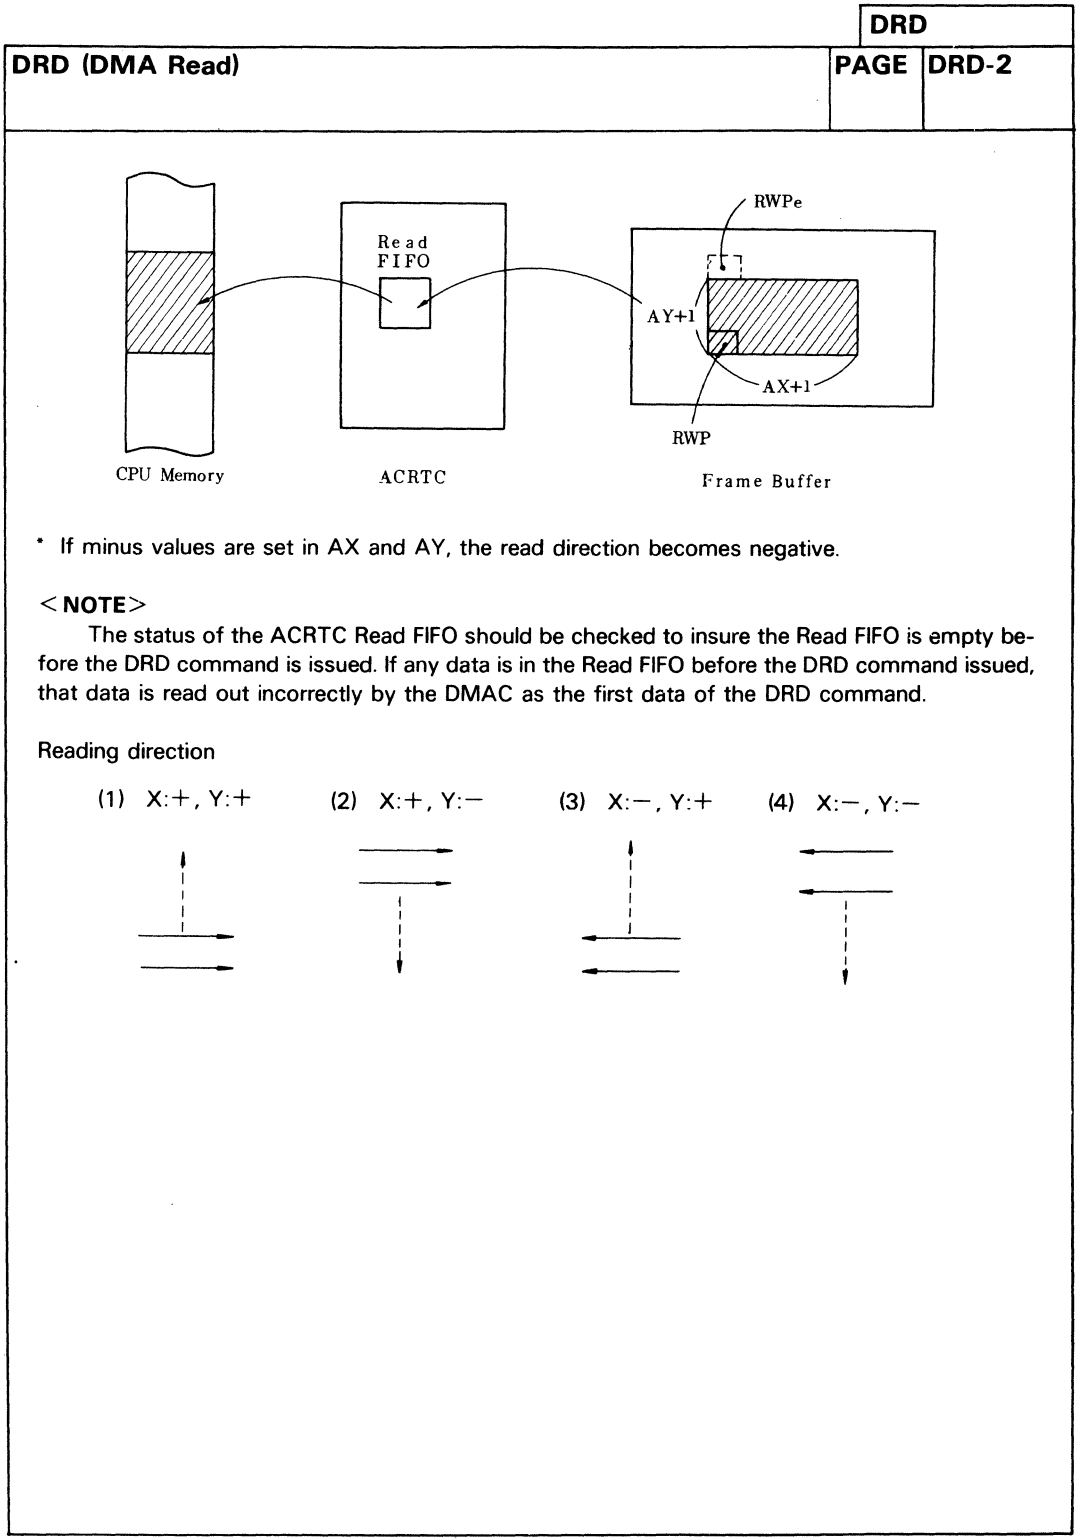 DRD
DRD (DMA Read)
PAGE
DRD-2
RWPe
Read
FIFO
AY+1
AX+1
RWP
CPU Memory
ACRTC
Frame Buffer
* If minus values are set in AX and AY, the read direction becomes negative.
<NOTE>
The status of the ACRTC Read FIFO should be checked to insure the Read FIFO is empty be-
fore the DRD command is issued. If any data is in the Read FIFO before the DRD command issued,
that data is read out incorrectly by the DMAC as the first data of the DRD command.
Reading direction
(1) X:+, Y:+
(2) X:+, Y:−
(3) X:−, Y:+
(4) X:−, Y:−